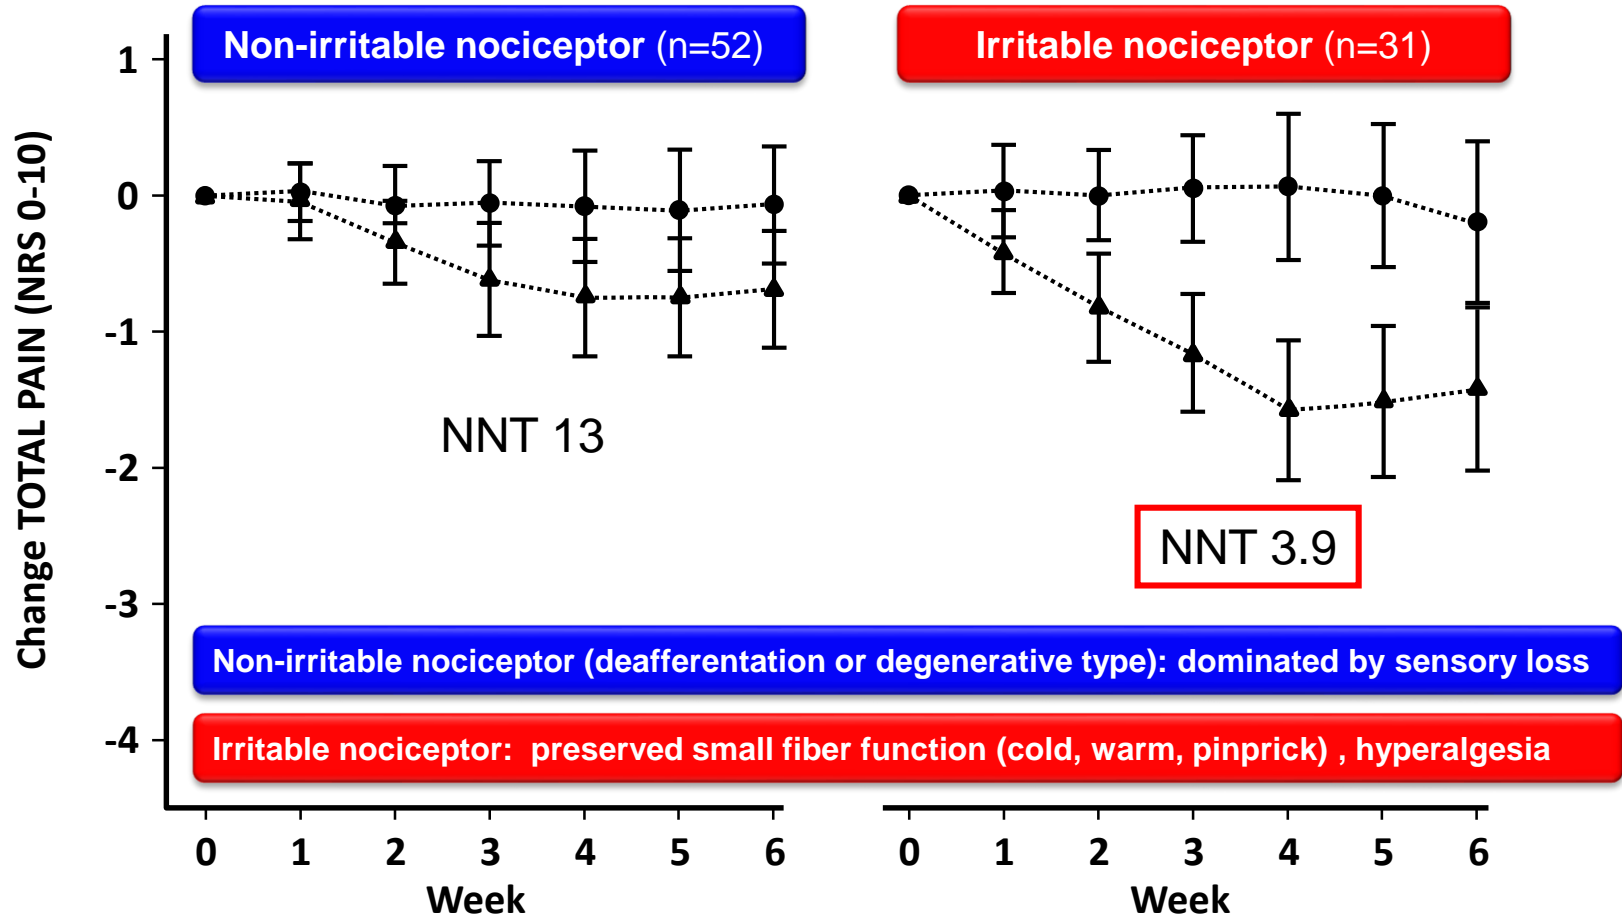 Non-irritable nociceptor (n=52)
Irritable nociceptor (n=31)
Change TOTAL PAIN (NRS 0-10)
1
0
-1
-2
-3
-4
NNT 13
NNT 3.9
Non-irritable nociceptor (deafferentation or degenerative type): dominated by sensory loss
Irritable nociceptor: preserved small fiber function (cold, warm, pinprick) , hyperalgesia
0 1 2 3 4 5 6
0 1 2 3 4 5 6
Week
Week